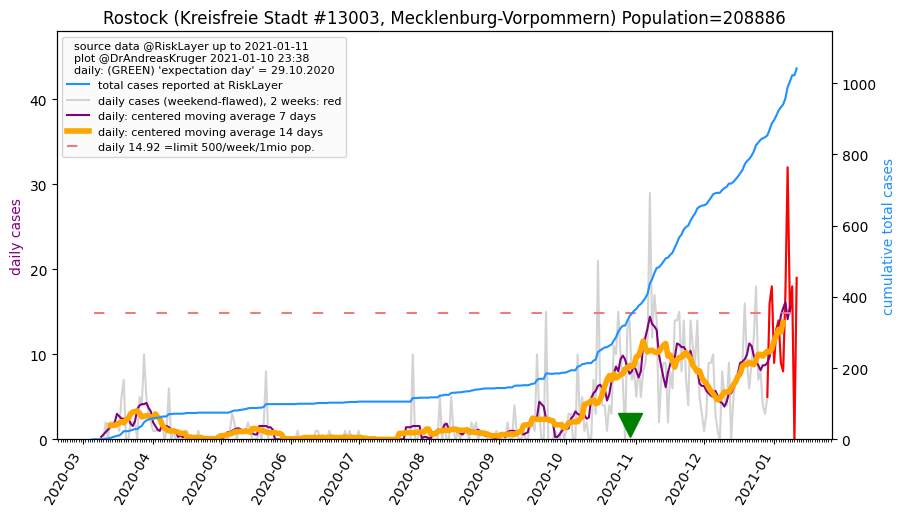 Rostock (Kreisfreie Stadt #13003, Mecklenburg-Vorpommern) Population=208886
source data @RiskLayer up to 2021-01-11
plot @DrAndreasKruger 2021-01-10 23:38
daily: (GREEN) 'expectation day' = 29.10.2020
total cases reported at RiskLayer
daily cases (weekend-flawed), 2 weeks: red
daily: centered moving average 7 days
daily: centered moving average 14 days
daily 14.92 =limit 500/week/1mio pop.
daily cases
40
30
20
10
0
cumulative total cases
1000
800
600
400
200
0
2020-03
2020-04
2020-05
2020-06
2020-07
2020-08
2020-09
2020-10
2020-11
2020-12
2021-01